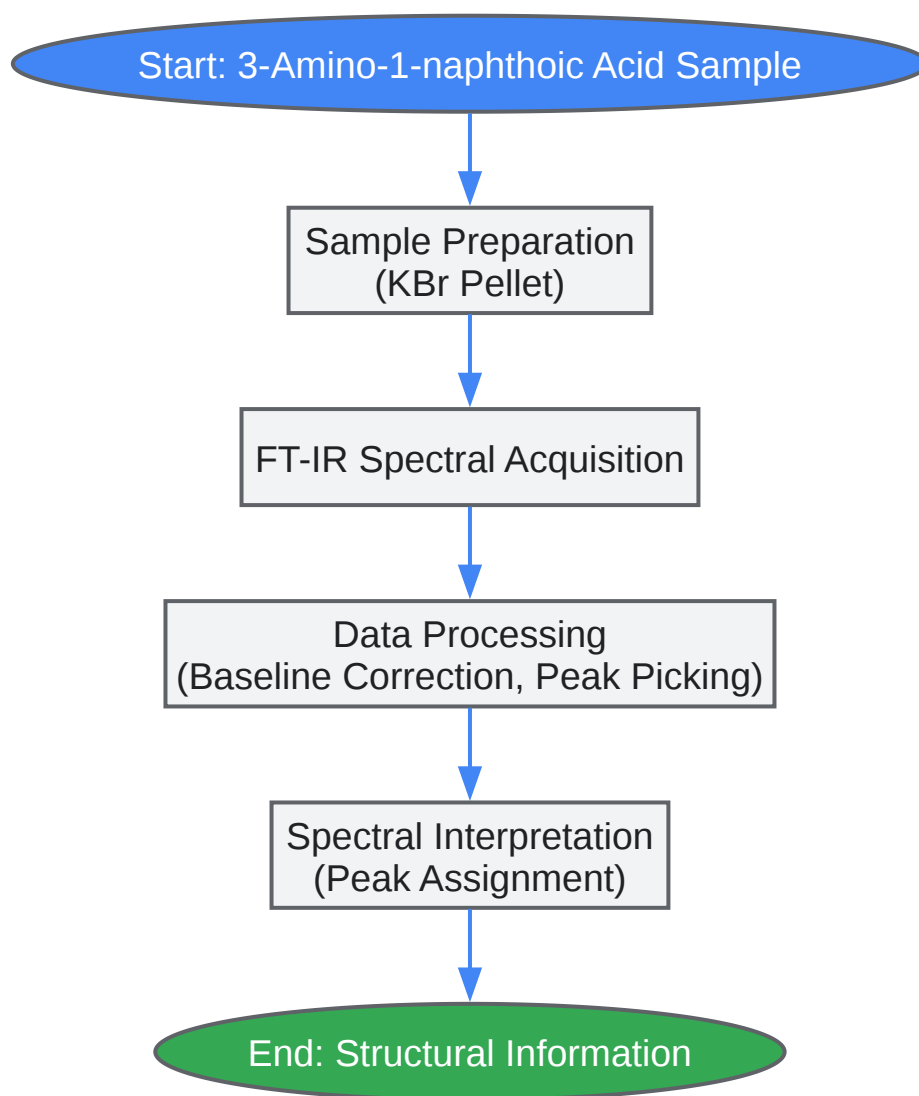 Start: 3-Amino-1-naphthoic Acid Sample
Sample Preparation
(KBr Pellet)
FT-IR Spectral Acquisition
Data Processing
(Baseline Correction, Peak Picking)
Spectral Interpretation
(Peak Assignment)
End: Structural Information